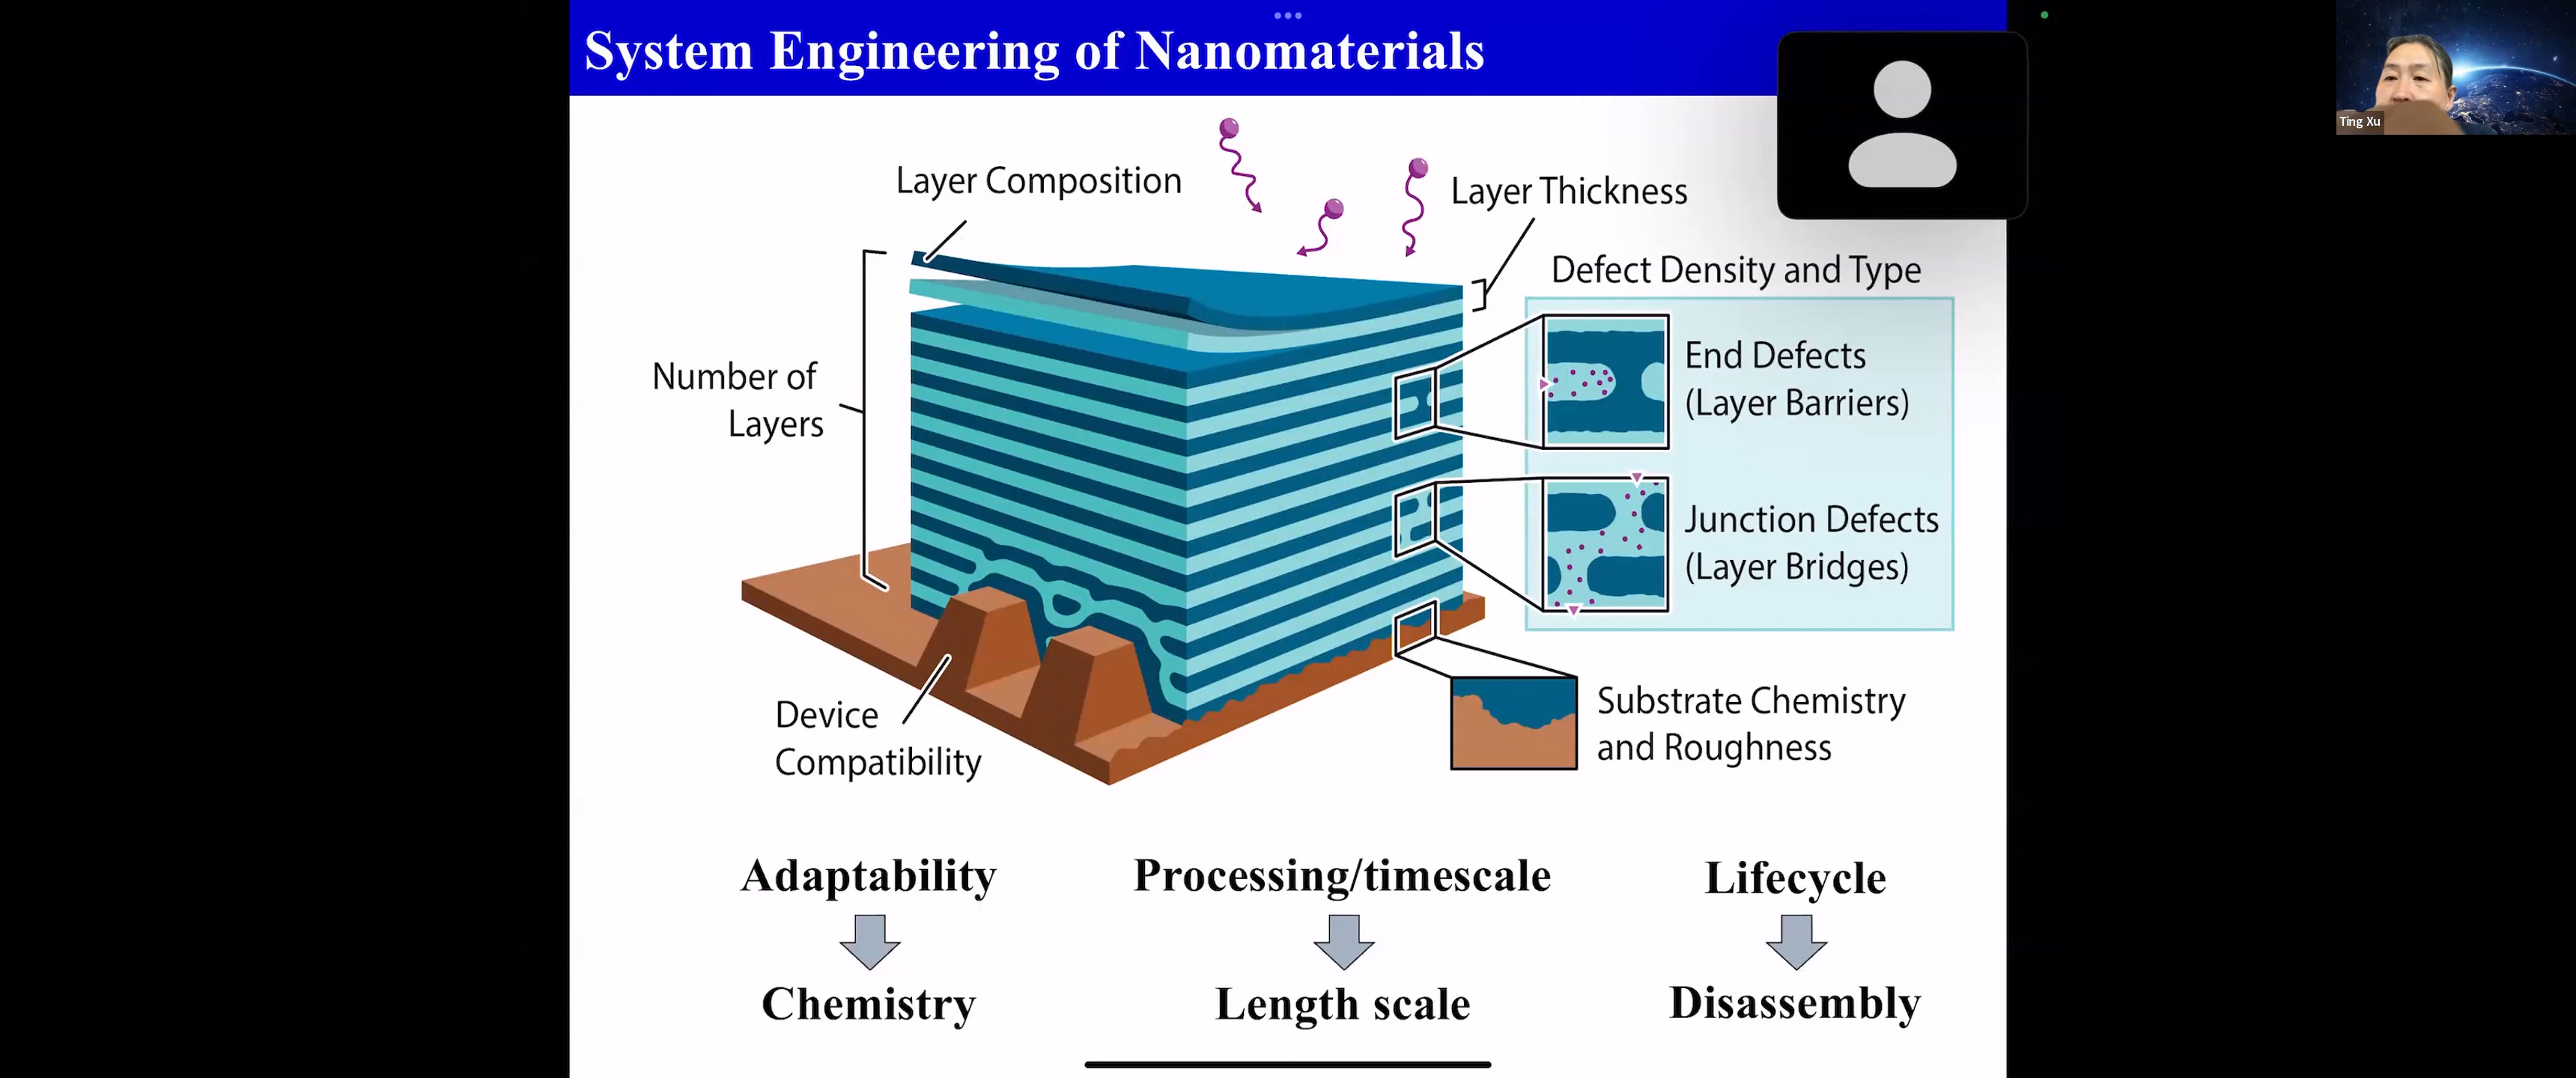 System Engineering of Nanomaterials
Ting Xu
Layer Composition
Layer Thickness
Defect Density and Type
Number of
Layers
End Defects
(Layer Barriers)
Junction Defects
(Layer Bridges)
Device
Compatibility
Substrate Chemistry
and Roughness
Adaptability
Processing/timescale
Lifecycle
Chemistry
Length scale
Disassembly